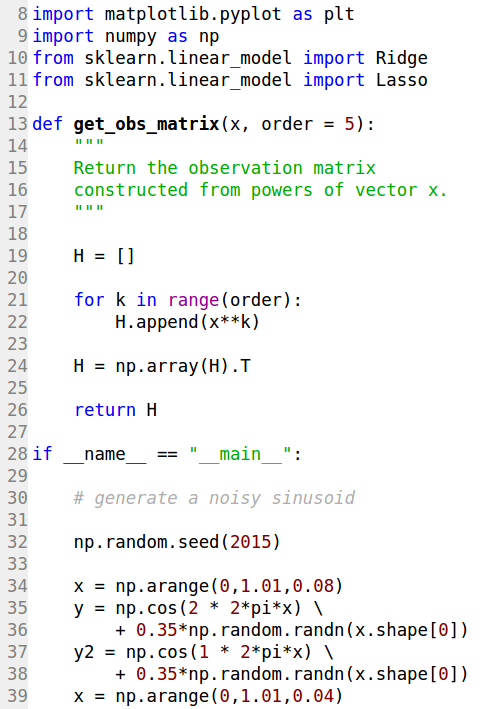 8 import matplotlib.pyplot as plt
9 import numpy as np
10 from sklearn.linear_model import Ridge
11 from sklearn.linear_model import Lasso
12
13 def get_obs_matrix(x, order = 5):
14     """
15     Return the observation matrix
16     constructed from powers of vector x.
17     """
18
19     H = []
20
21     for k in range(order):
22         H.append(x**k)
23
24     H = np.array(H).T
25
26     return H
27
28 if __name__ == "__main__":
29
30     # generate a noisy sinusoid
31
32     np.random.seed(2015)
33
34     x = np.arange(0,1.01,0.08)
35     y = np.cos(2 * 2*pi*x) \
36         + 0.35*np.random.randn(x.shape[0])
37     y2 = np.cos(1 * 2*pi*x) \
38         + 0.35*np.random.randn(x.shape[0])
39     x = np.arange(0,1.01,0.04)